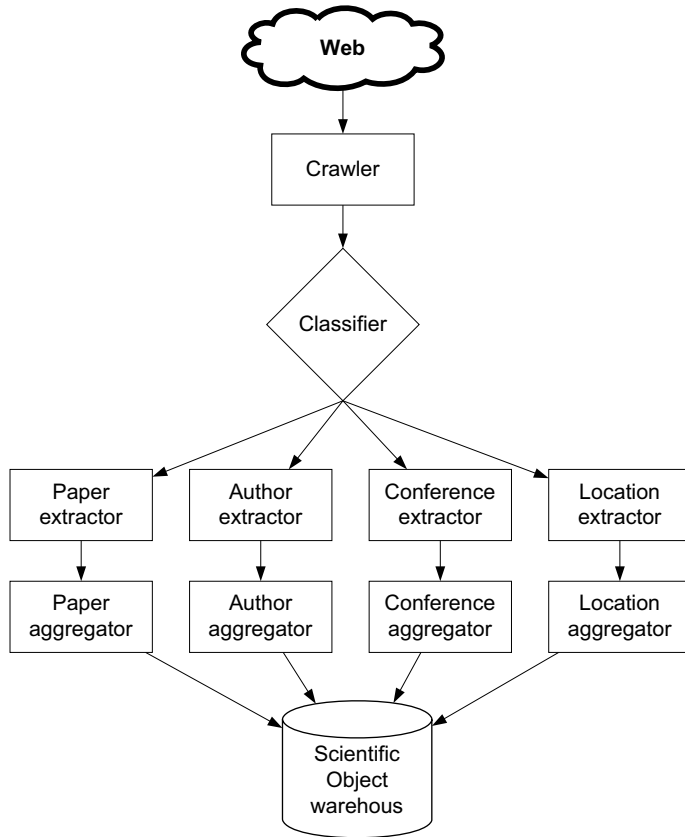 Web
Crawler
Classifier
Paper
extractor
Author
extractor
Conference
extractor
Location
extractor
Paper
aggregator
Author
aggregator
Conference
aggregator
Location
aggregator
Scientific
Object
warehous